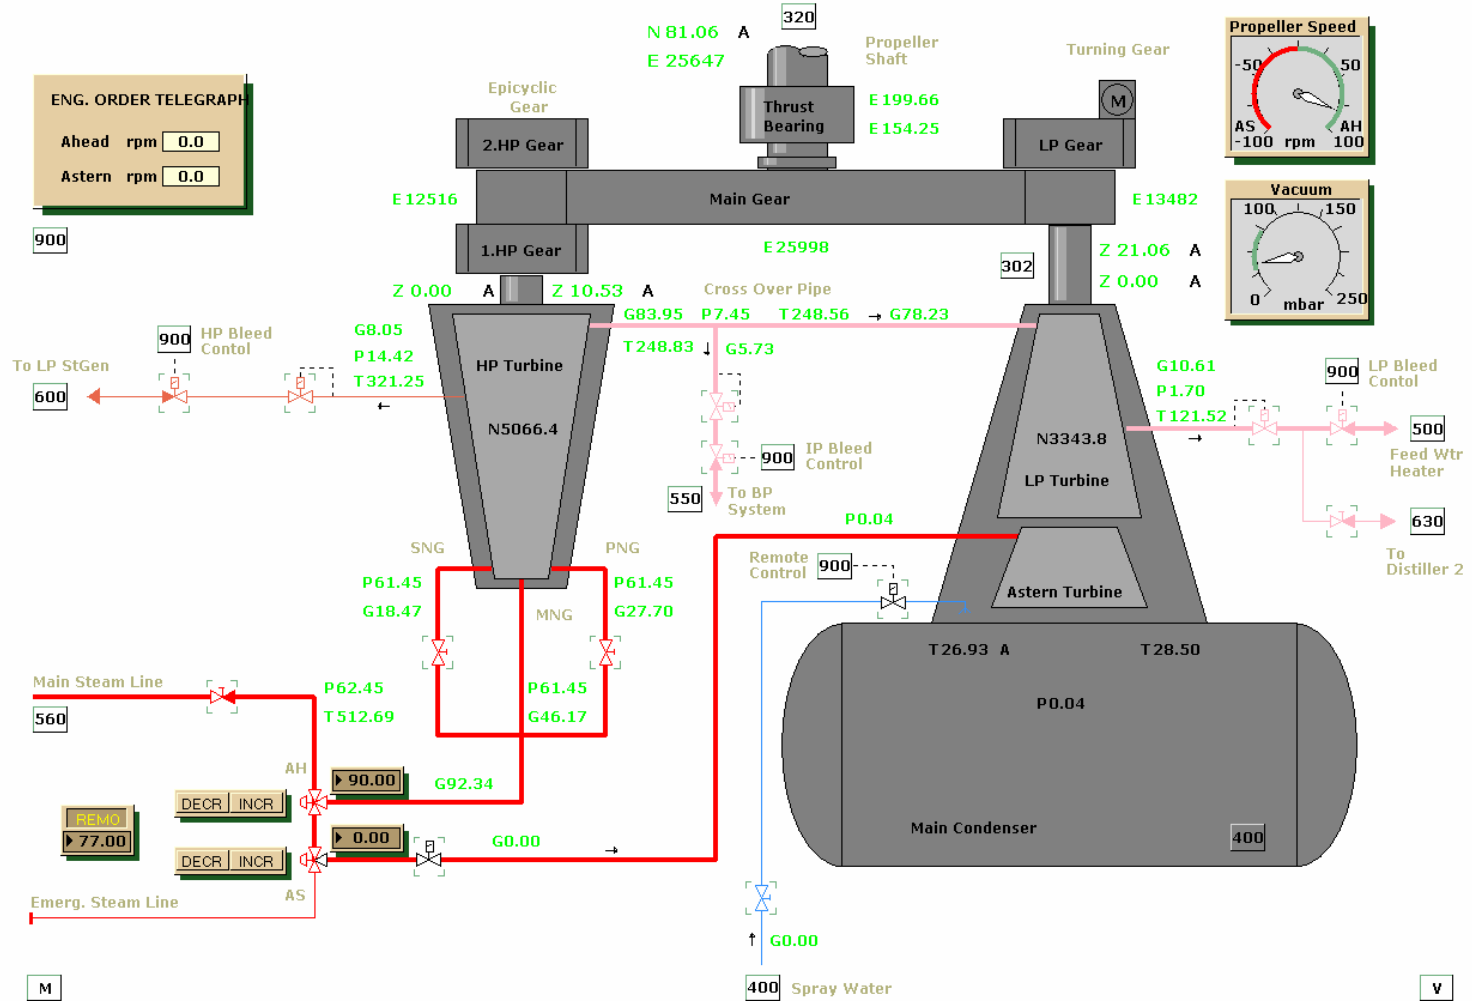 320
N 81.06 A
E 25647
Propeller
Shaft
Turning Gear
Propeller Speed
-50 50
AS AH
-100 rpm 100
ENG. ORDER TELEGRAPH
Ahead rpm 0.0
Astern rpm 0.0
900
Epicyclic
Gear
Thrust
Bearing
E 199.66
E 154.25
M
2.HP Gear
LP Gear
E 12516
Main Gear
E 13482
Vacuum
100 150
0 mbar 250
1.HP Gear
E 25998
302
Z 21.06 A
Z 0.00 A
Z 0.00 A Z 10.53 A
Cross Over Pipe
G83.95 P7.45 T248.56 → G78.23
T248.83 ↓ G5.73
900
HP Bleed
Contol
G8.05
P14.42
T321.25
←
To LP StGen
600
HP Turbine
N5066.4
G10.61
P1.70
T121.52
→
900
LP Bleed
Contol
500
Feed Wtr
Heater
N3343.8
LP Turbine
900
IP Bleed
Control
550
To BP
System
630
To
Distiller 2
P0.04
SNG PNG
P61.45 P61.45
G18.47 G27.70
MNG
Remote
Control
900
Astern Turbine
T26.93 A T28.50
P0.04
Main Steam Line
560
P62.45
T512.69
P61.45
G46.17
AH
90.00
G92.34
DECR INCR
REMO
77.00
0.00
G0.00 →
DECR INCR
AS
Emerg. Steam Line
Main Condenser
400
↑ G0.00
M
400 Spray Water
V